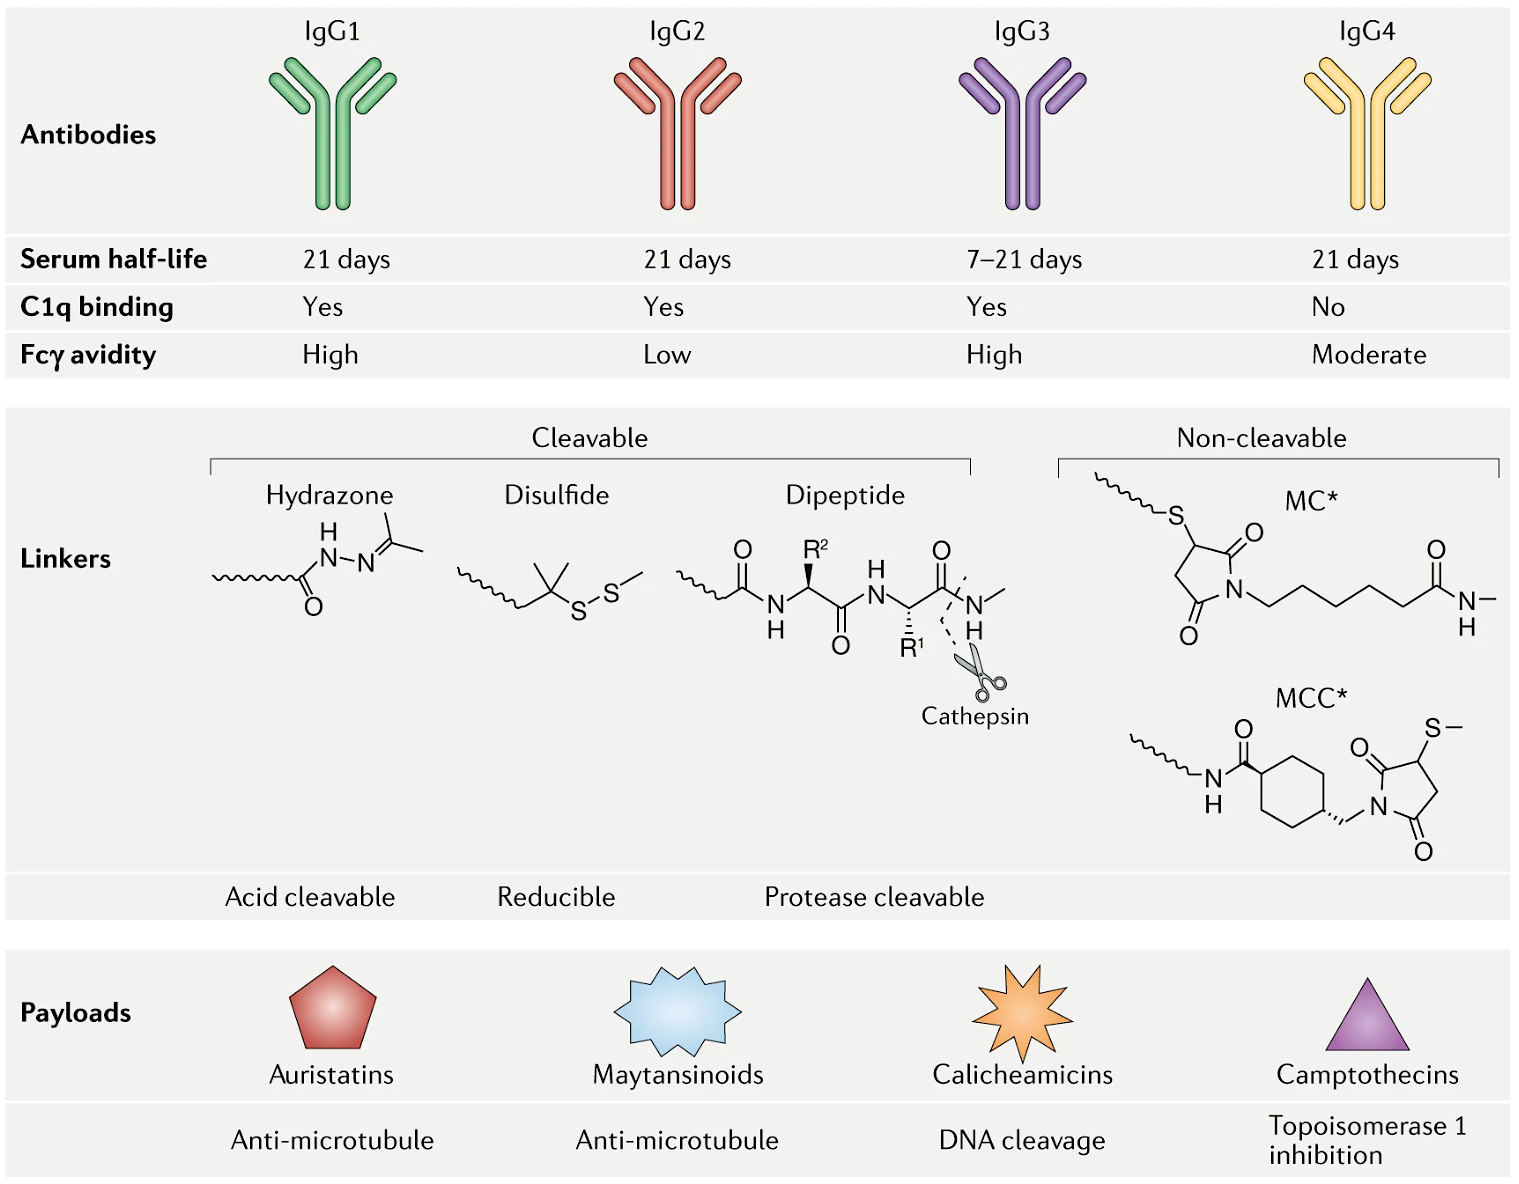 IgG1 IgG2 IgG3 IgG4
Antibodies
Serum half-life 21 days 21 days 7–21 days 21 days
C1q binding Yes Yes Yes No
Fcγ avidity High Low High Moderate
Cleavable Non-cleavable
Hydrazone Disulfide Dipeptide MC*
Linkers
H N N O
S S
O N H R² O H N R¹ O N H
Cathepsin
S O N O O N H
MCC*
N H O N O O S
Acid cleavable Reducible Protease cleavable
Payloads
Auristatins Maytansinoids Calicheamicins Camptothecins
Anti-microtubule Anti-microtubule DNA cleavage Topoisomerase 1
inhibition